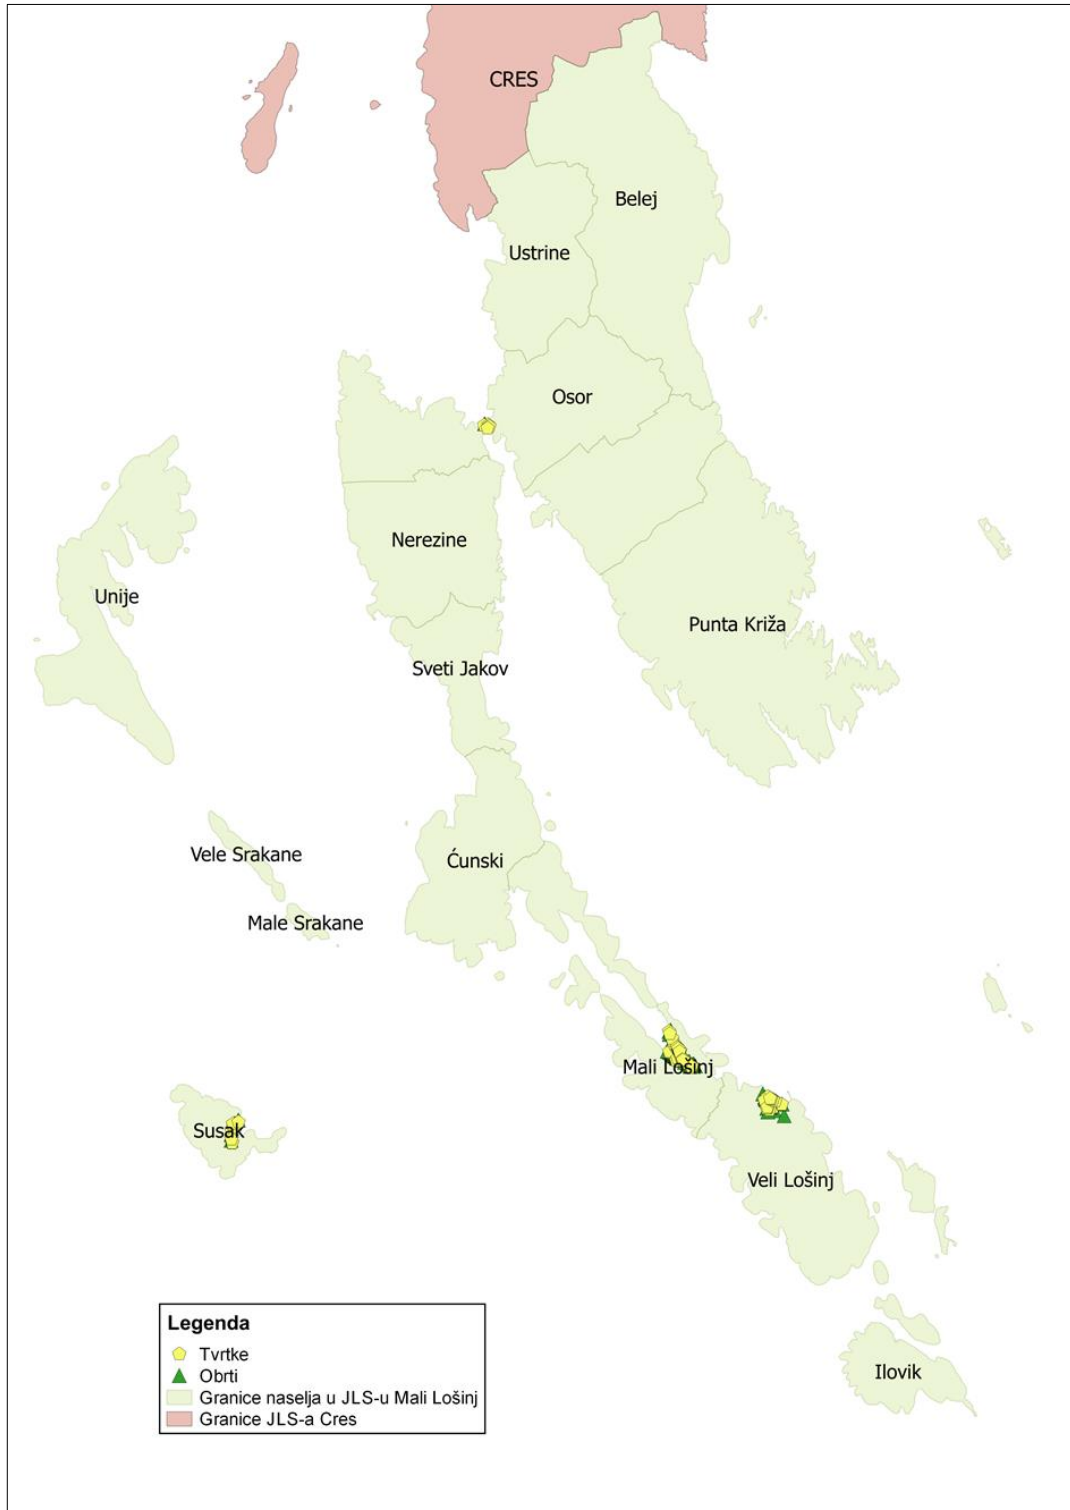 CRES
Belej
Ustrine
Osor
Nerezine
Unije
Punta Križa
Sveti Jakov
Vele Srakane
Ćunski
Male Srakane
Mali Lošinj
Susak
Veli Lošinj
Ilovik
Legenda
Tvrtke
Obrti
Granice naselja u JLS-u Mali Lošinj
Granice JLS-a Cres